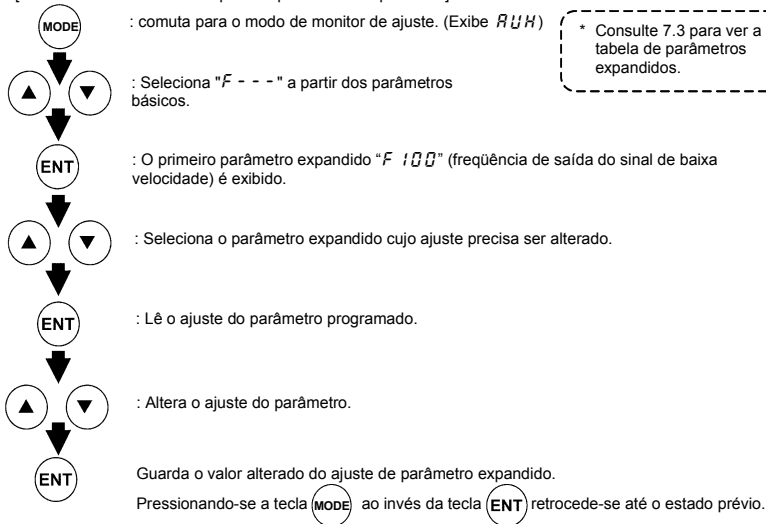 MODE : comuta para o modo de monitor de ajuste. (Exibe AUH)
* Consulte 7.3 para ver a
tabela de parâmetros
expandidos.
▲ ▼ : Seleciona "F - - -" a partir dos parâmetros
básicos.
ENT : O primeiro parâmetro expandido “F 100” (freqüência de saída do sinal de baixa
velocidade) é exibido.
▲ ▼ : Seleciona o parâmetro expandido cujo ajuste precisa ser alterado.
ENT : Lê o ajuste do parâmetro programado.
▲ ▼ : Altera o ajuste do parâmetro.
ENT Guarda o valor alterado do ajuste de parâmetro expandido.
Pressionando-se a tecla MODE ao invés da tecla ENT retrocede-se até o estado prévio.